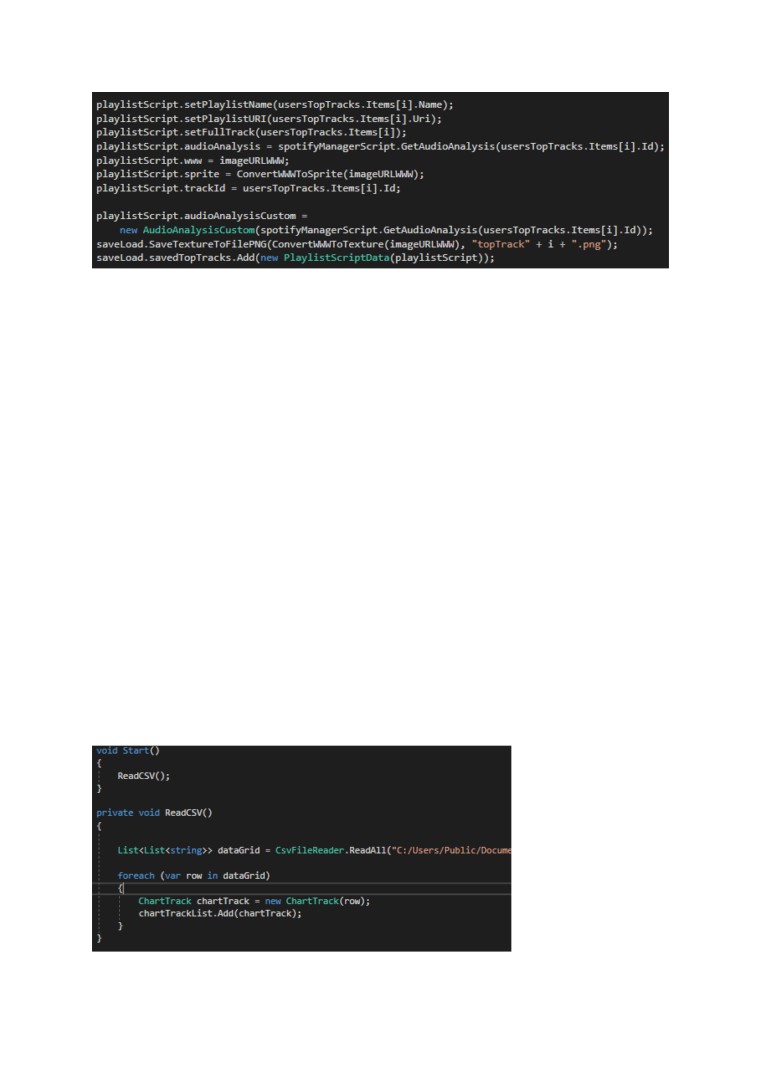 playlistScript.setPlaylistName(usersTopTracks.Items[i].Name);
playlistScript.setPlaylistURI(usersTopTracks.Items[i].Uri);
playlistScript.setFullTrack(usersTopTracks.Items[i]);
playlistScript.audioAnalysis = spotifyManagerScript.GetAudioAnalysis(usersTopTracks.Items[i].Id);
playlistScript.www = imageURLWWW;
playlistScript.sprite = ConvertWWWToSprite(imageURLWWW);
playlistScript.trackId = usersTopTracks.Items[i].Id;
playlistScript.audioAnalysisCustom =
new AudioAnalysisCustom(spotifyManagerScript.GetAudioAnalysis(usersTopTracks.Items[i].Id));
saveLoad.SaveTextureToFilePNG(ConvertWWWToTexture(imageURLWWW), "topTrack" + i + ".png");
saveLoad.savedTopTracks.Add(new PlaylistScriptData(playlistScript));
void Start()
{
ReadCSV();
}
private void ReadCSV()
{
List<List<string>> dataGrid = CsvFileReader.ReadAll("C:/Users/Public/Docume
foreach (var row in dataGrid)
{
ChartTrack chartTrack = new ChartTrack(row);
chartTrackList.Add(chartTrack);
}
}